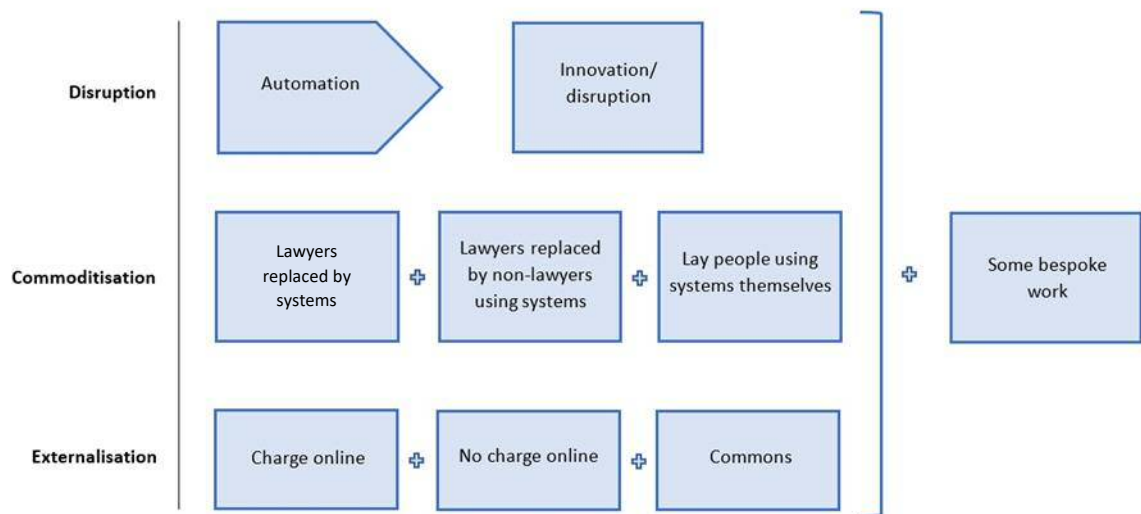 Disruption
Automation
Innovation/
disruption
Commoditisation
Lawyers
replaced by
systems
Lawyers replaced
by non-lawyers
using systems
Lay people using
systems themselves
Some bespoke
work
Externalisation
Charge online
No charge online
Commons